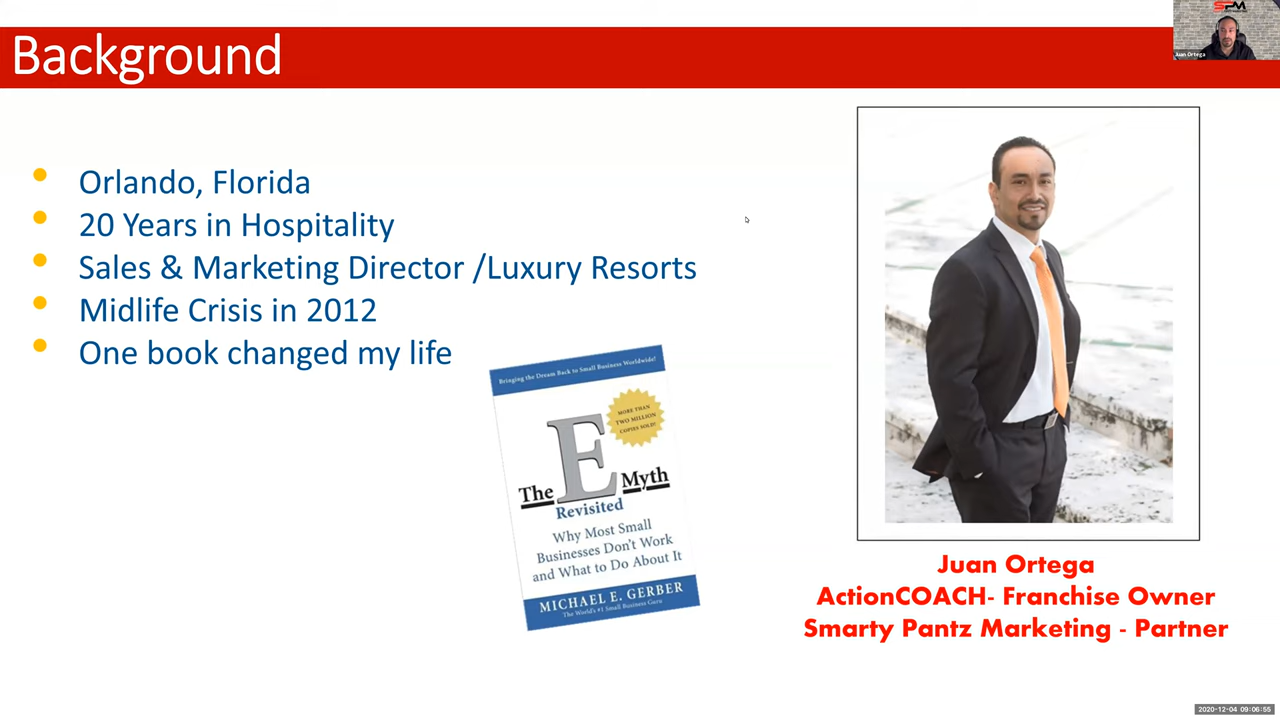 Background
SPM
Juan Ortega
• Orlando, Florida
• 20 Years in Hospitality
• Sales & Marketing Director /Luxury Resorts
• Midlife Crisis in 2012
• One book changed my life
Bringing the Dream Back to Small Business Worldwide!
MORE THAN
TWO MILLION
COPIES SOLD!
The E Myth
Revisited
Why Most Small
Businesses Don't Work
and What to Do About It
MICHAEL E. GERBER
The World's #1 Small Business Guru
Juan Ortega
ActionCOACH- Franchise Owner
Smarty Pantz Marketing - Partner
2020-12-04 09:06:55